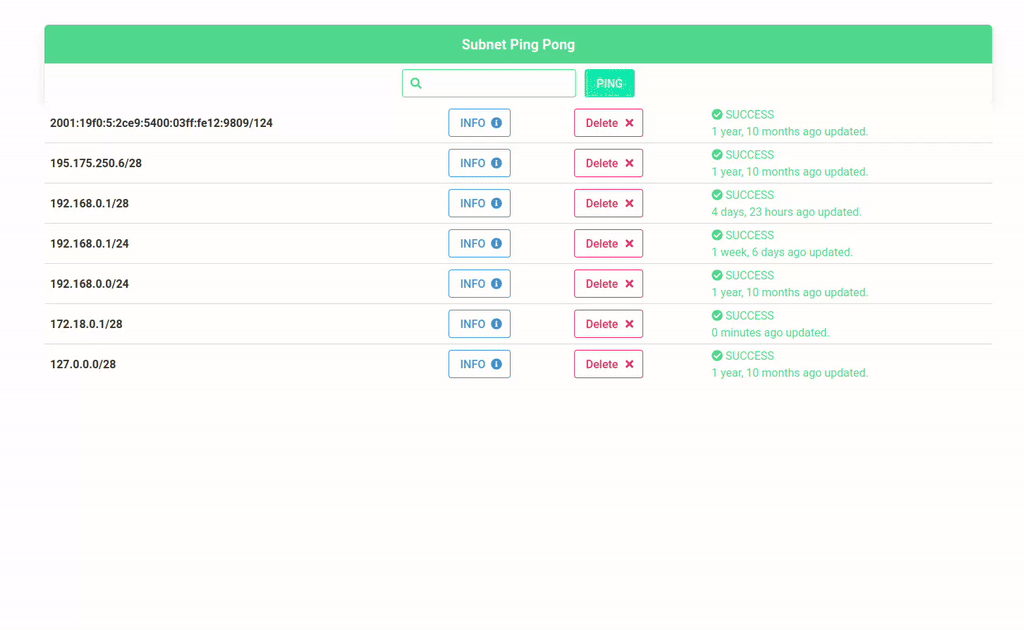 Subnet Ping Pong
PING
2001:19f0:5:2ce9:5400:03ff:fe12:9809/124 INFO Delete SUCCESS
1 year, 10 months ago updated.
195.175.250.6/28 INFO Delete SUCCESS
1 year, 10 months ago updated.
192.168.0.1/28 INFO Delete SUCCESS
4 days, 23 hours ago updated.
192.168.0.1/24 INFO Delete SUCCESS
1 week, 6 days ago updated.
192.168.0.0/24 INFO Delete SUCCESS
1 year, 10 months ago updated.
172.18.0.1/28 INFO Delete SUCCESS
0 minutes ago updated.
127.0.0.0/28 INFO Delete SUCCESS
1 year, 10 months ago updated.